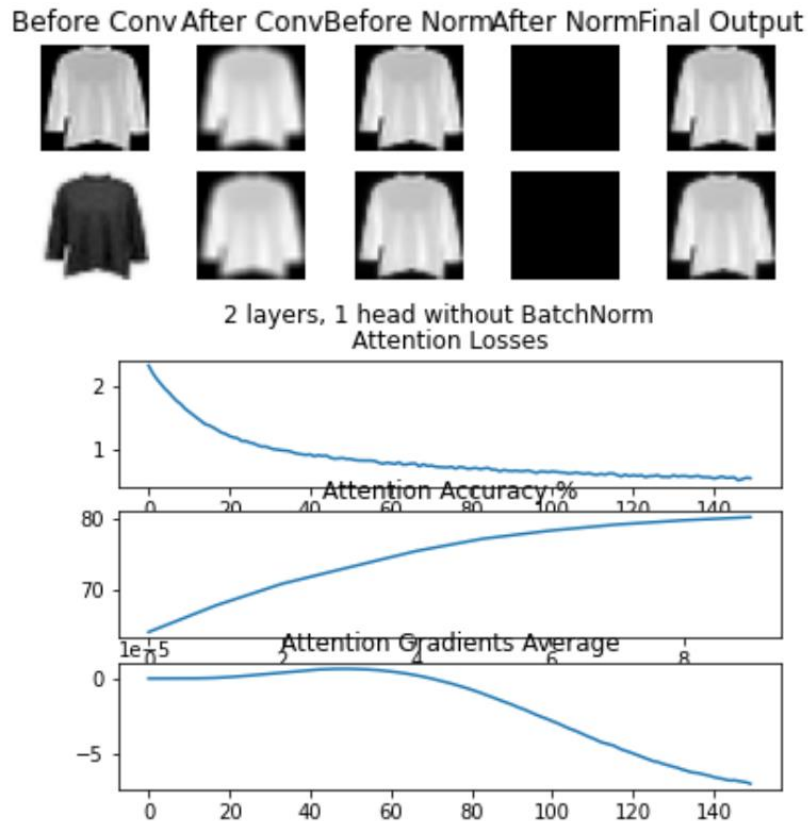 Before Conv After Conv Before Norm After Norm Final Output
2 layers, 1 head without BatchNorm
Attention Losses
2
1
0 20 40 60 80 100 120 140
Attention Accuracy %
80
70
0 2 4 6 8
1e-5
Attention Gradients Average
0
−5
0 20 40 60 80 100 120 140